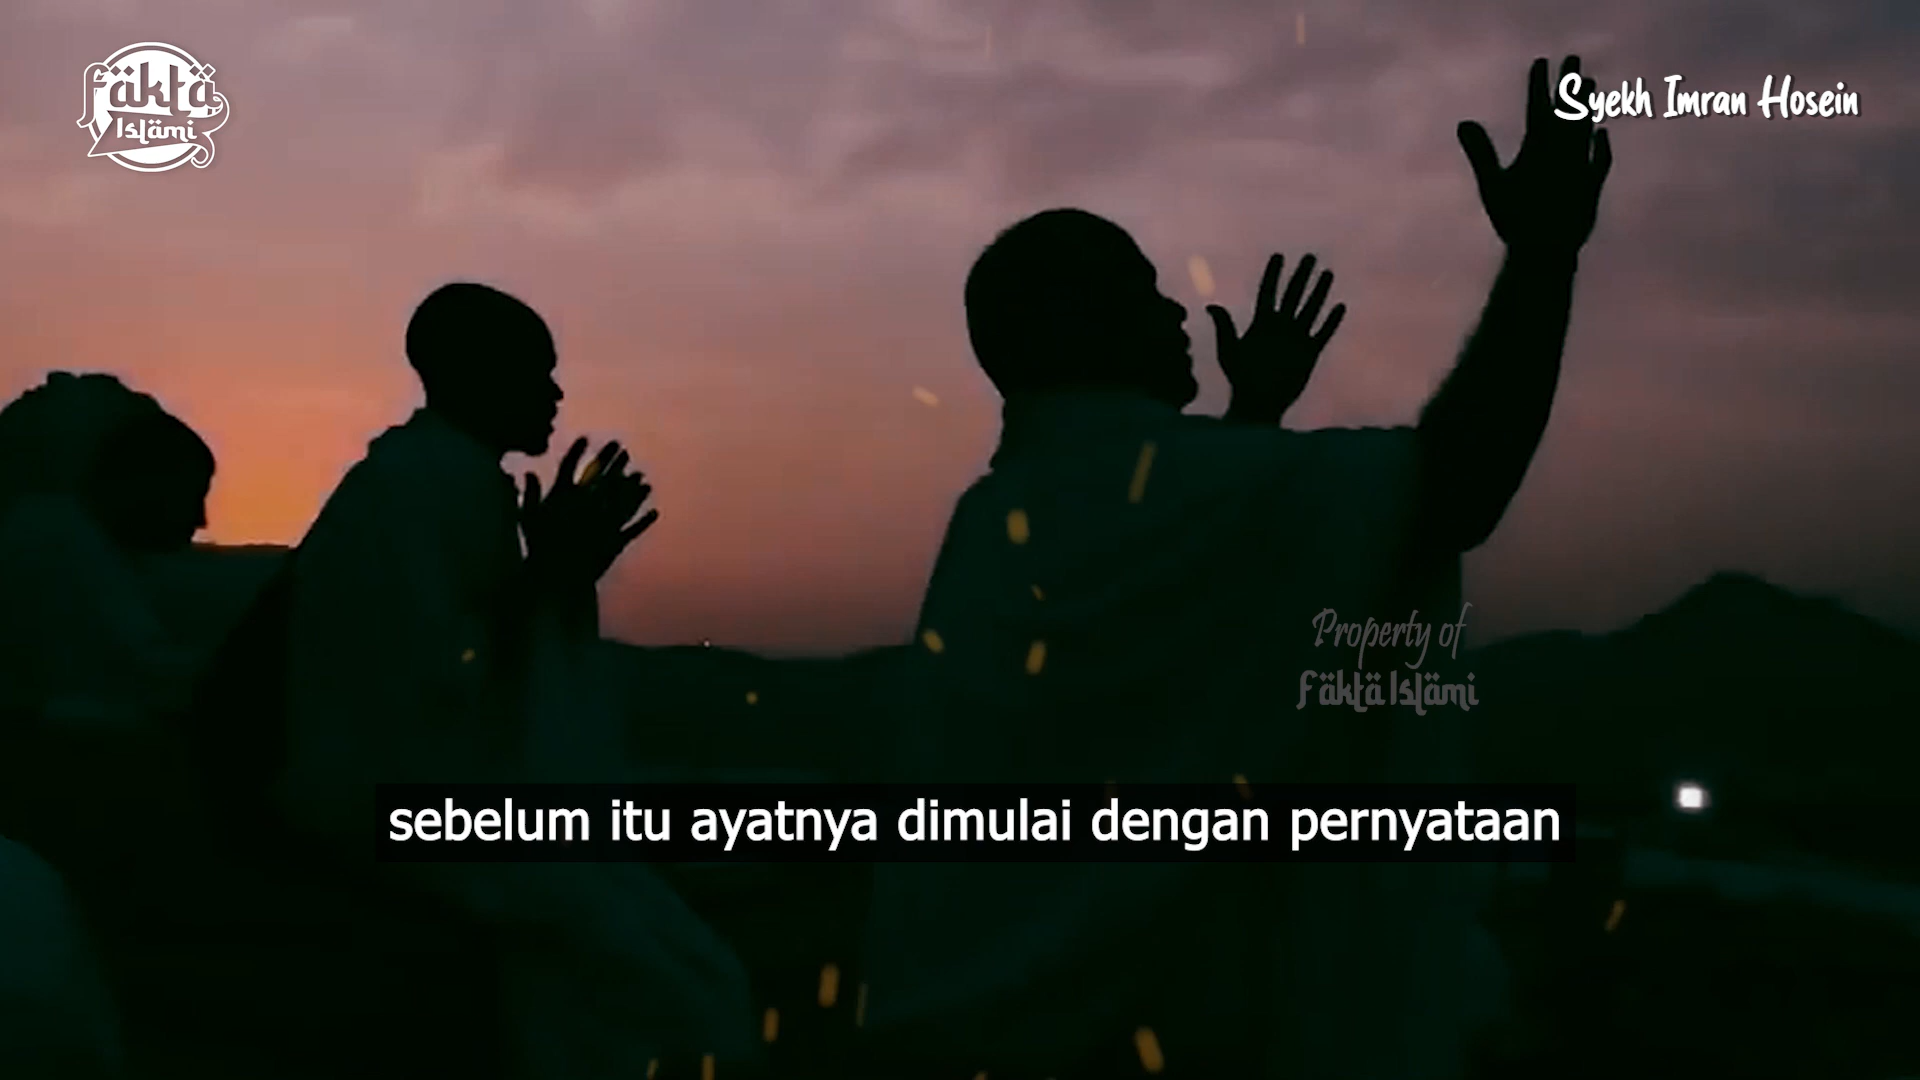 fäktä
Islämi
Syekh Imran Hosein
Property of
Fäktä Islämi
sebelum itu ayatnya dimulai dengan pernyataan